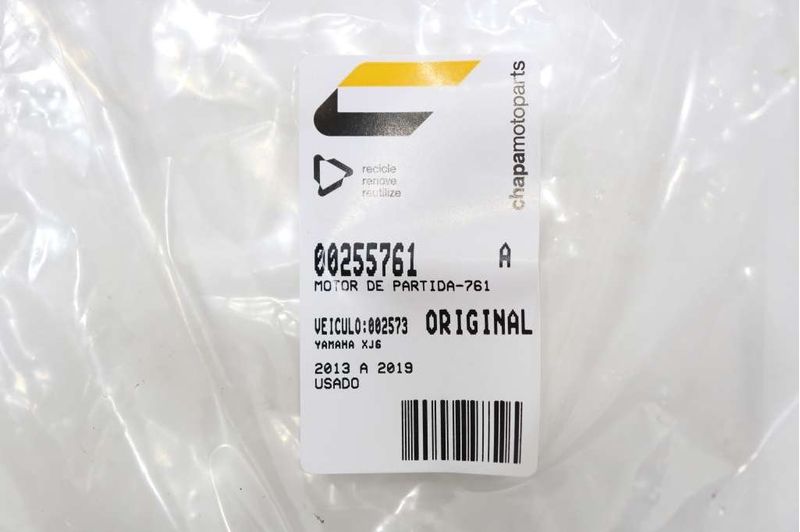 chapamotoparts
recicle
renove
reutilize
00255761 A
MOTOR DE PARTIDA-761
VEICULO:002573 ORIGINAL
YAMAHA XJ6
2013 A 2019
USADO